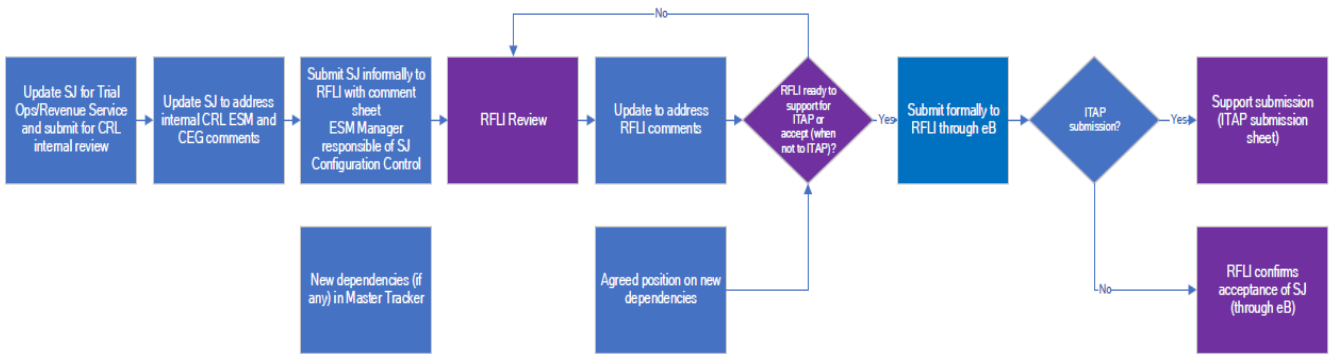 No
Update SJ for Trial
Ops/Revenue Service
and submit for CRL
internal review
Update SJ to address
internal CRL ESM and
CEG comments
Submit SJ informally to
RFLI with comment
sheet
ESM Manager
responsible of SJ
Configuration Control
RFLI Review
Update to address
RFLI comments
RFLI ready to
support for
ITAP or
accept (when
not to ITAP)?
Yes
Submit formally to
RFLI through eB
ITAP
submission?
Yes
Support submission
(ITAP submission
sheet)
New dependencies (if
any) in Master Tracker
Agreed position on new
dependencies
No
RFLI confirms
acceptance of SJ
(through eB)